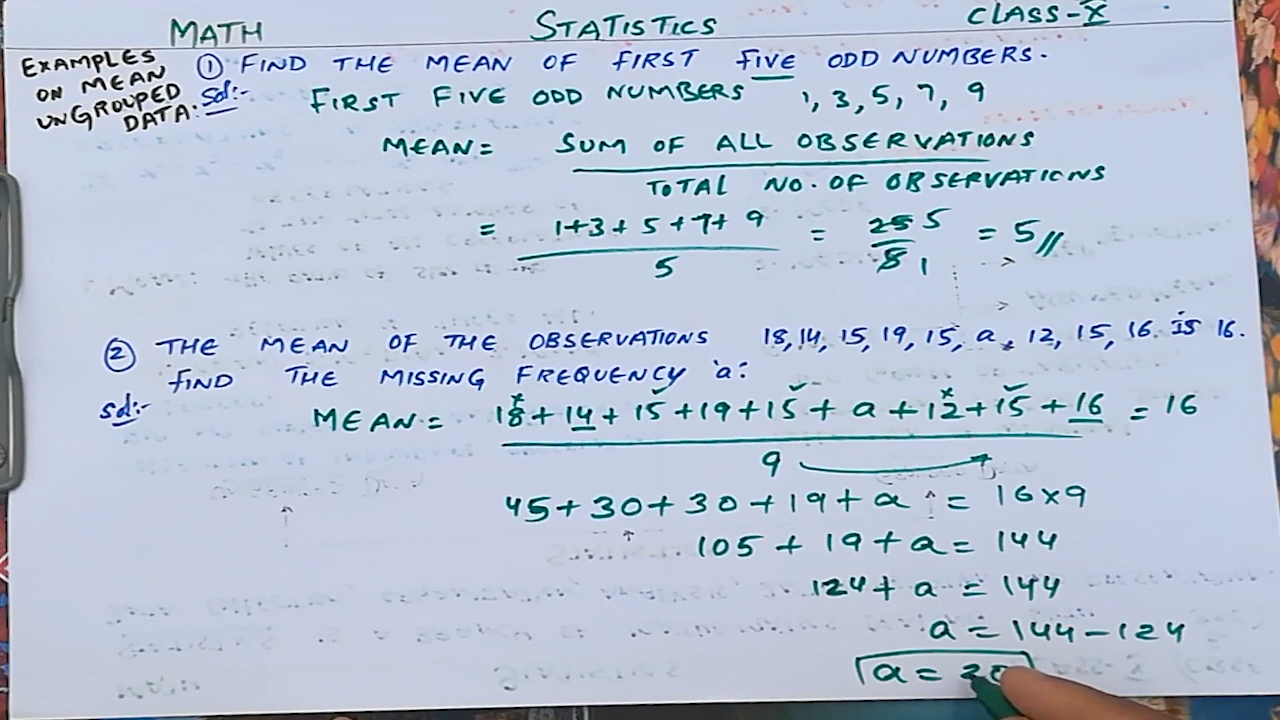 MATH STATISTICS CLASS-X
EXAMPLES
ON MEAN
UNGROUPED
DATA.
① FIND THE MEAN OF FIRST FIVE ODD NUMBERS.
Sol:- FIRST FIVE ODD NUMBERS 1, 3, 5, 7, 9
MEAN = SUM OF ALL OBSERVATIONS
TOTAL NO. OF OBSERVATIONS
= 1+3+5+7+9 / 5 = 25 5 / 5 1 = 5//
② THE MEAN OF THE OBSERVATIONS 18, 14, 15, 19, 15, a, 12, 15, 16 is 16.
FIND THE MISSING FREQUENCY 'a'.
Sol:-
MEAN = 18+14+15+19+15+a+12+15+16 = 16
9
45+30+30+19+a = 16×9
105+19+a = 144
124+a = 144
a = 144-124
a = 20